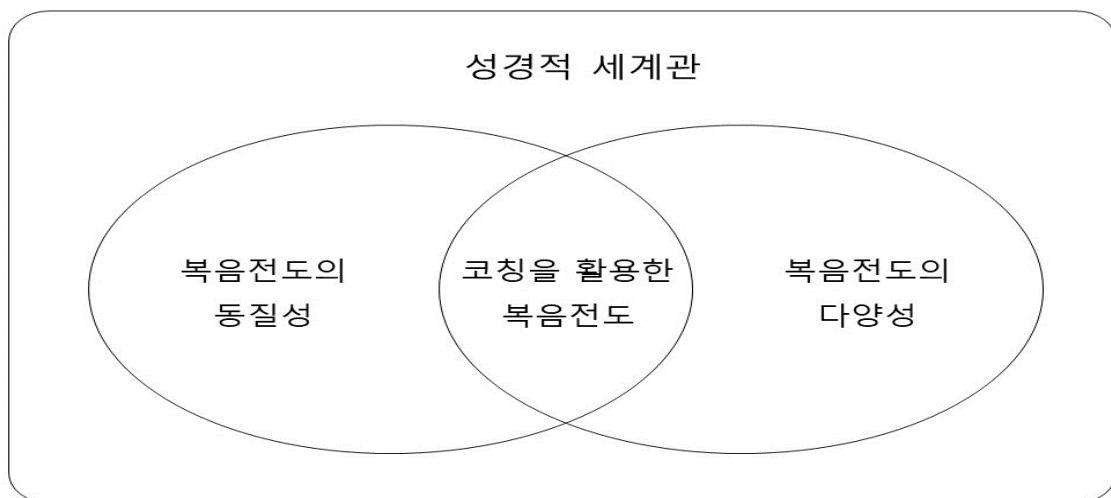 성경적 세계관
복음전도의
동질성
코칭을 활용한
복음전도
복음전도의
다양성